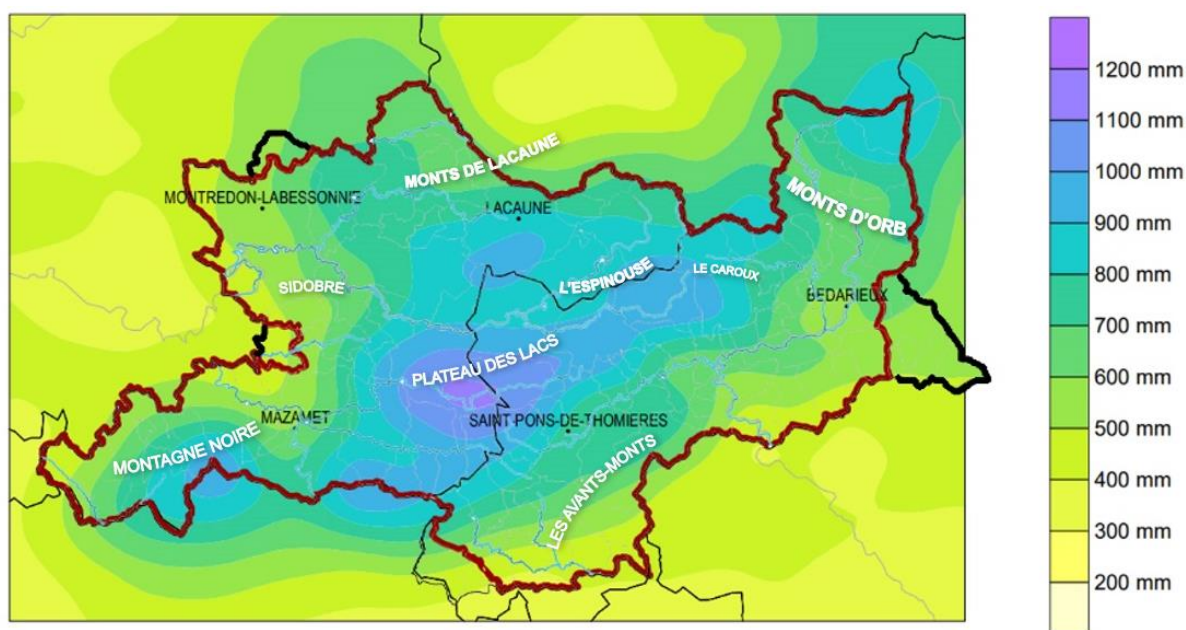 MONTS DE LACAUNE
MONTREDON-LABESSONNIE
LACAUNE
MONTS D'ORB
SIDOBRE
L'ESPINOUSE
LE CAROUX
BEDARIEUX
PLATEAU DES LACS
MAZAMET
SAINT-PONS-DE-THOMIERES
MONTAGNE NOIRE
LES AVANTS-MONTS
1200 mm
1100 mm
1000 mm
900 mm
800 mm
700 mm
600 mm
500 mm
400 mm
300 mm
200 mm